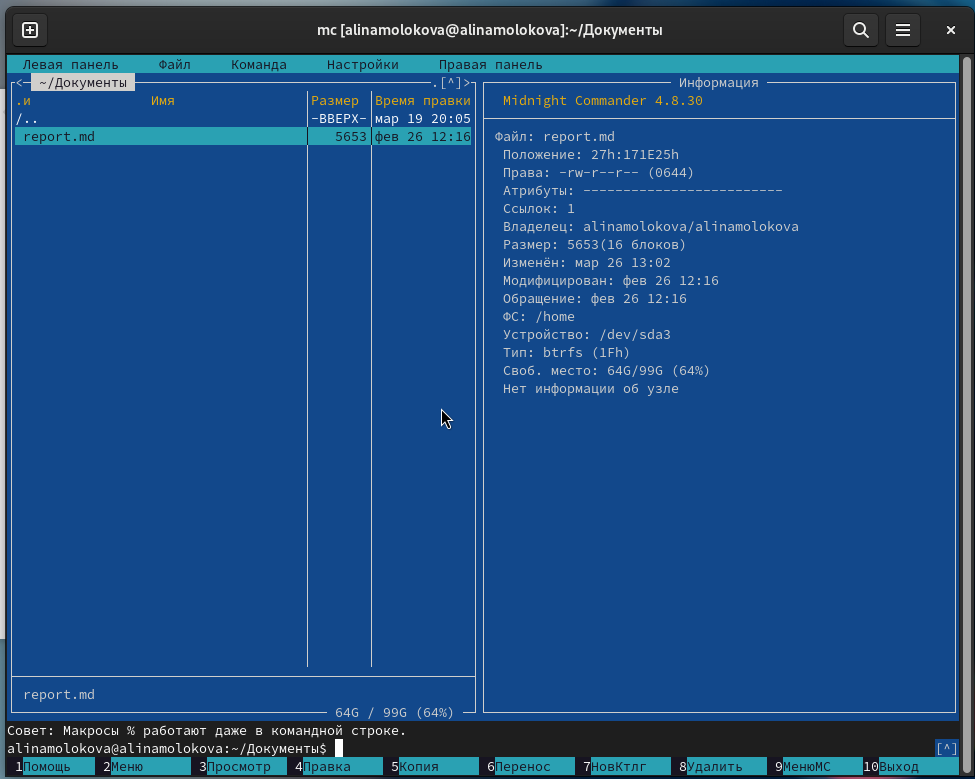 mc [alinamolokova@alinamolokova]:~/Документы
Левая панель Файл Команда Настройки Правая панель
<─ ~/Документы .[^]>
.и Имя Размер Время правки
/.. -ВВЕРХ- мар 19 20:05
report.md 5653 фев 26 12:16
report.md
64G / 99G (64%)
Информация
Midnight Commander 4.8.30
Файл: report.md
Положение: 27h:171E25h
Права: -rw-r--r-- (0644)
Атрибуты: -------------------------
Ссылок: 1
Владелец: alinamolokova/alinamolokova
Размер: 5653(16 блоков)
Изменён: мар 26 13:02
Модифицирован: фев 26 12:16
Обращение: фев 26 12:16
ФС: /home
Устройство: /dev/sda3
Тип: btrfs (1Fh)
Своб. место: 64G/99G (64%)
Нет информации об узле
Совет: Макросы % работают даже в командной строке.
alinamolokova@alinamolokova:~/Документы$ [^]
1Помощь 2Меню 3Просмотр 4Правка 5Копия 6Перенос 7НовКтлг 8Удалить 9МенюMC 10Выход